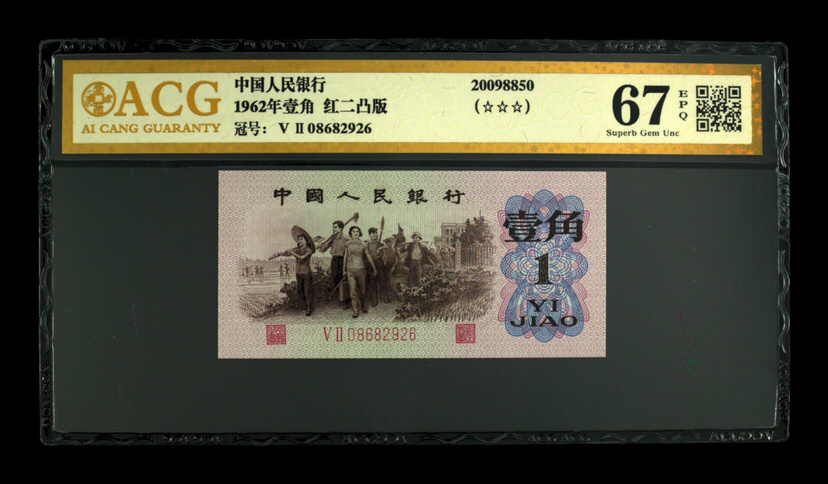 ACG
AI CANG GUARANTY
中国人民银行
1962年壹角 红二凸版
冠号: V II 08682926
20098850
(☆☆☆)
67
EPQ
Superb Gem Unc
中國人民銀行
壹角
1
YI
JIAO
V II 08682926